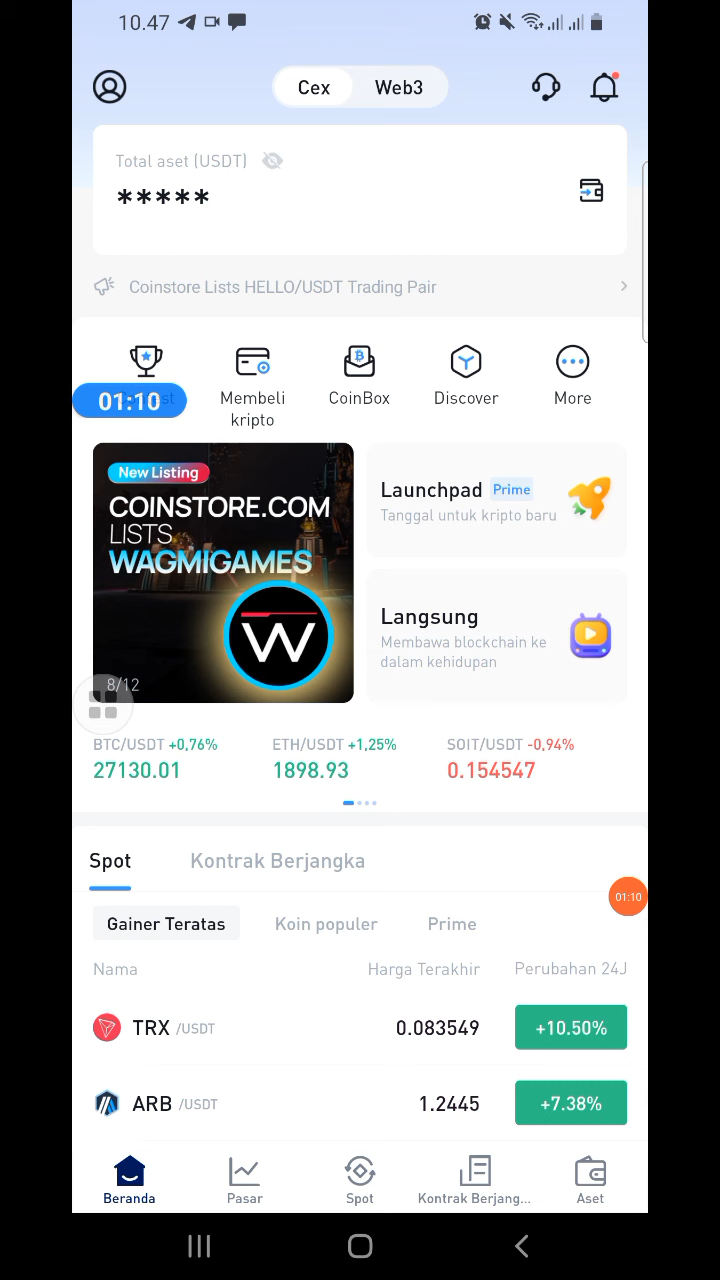 10.47
Cex
Web3
Total aset (USDT)
*****
Coinstore Lists HELLO/USDT Trading Pair
01:10
Membeli
kripto
CoinBox
Discover
More
New Listing
COINSTORE.COM
LISTS
WAGMIGAMES
W
8/12
Launchpad Prime
Tanggal untuk kripto baru
Langsung
Membawa blockchain ke
dalam kehidupan
BTC/USDT +0,76%
27130.01
ETH/USDT +1,25%
1898.93
SOIT/USDT -0,94%
0.154547
Spot
Kontrak Berjangka
01:10
Gainer Teratas
Koin populer
Prime
Nama
Harga Terakhir
Perubahan 24J
TRX /USDT
0.083549
+10.50%
ARB /USDT
1.2445
+7.38%
Beranda
Pasar
Spot
Kontrak Berjang...
Aset